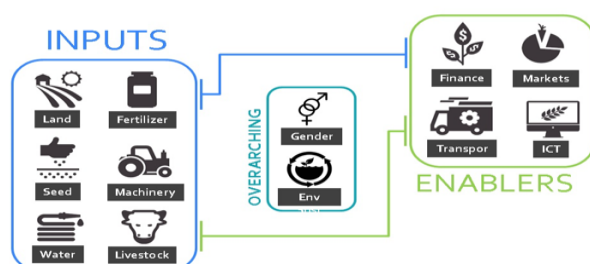 INPUTS
Land
Fertilizer
Seed
Machinery
Water
Livestock
OVERARCHING
Gender
Env
Finance
Markets
Transpor
ICT
ENABLERS